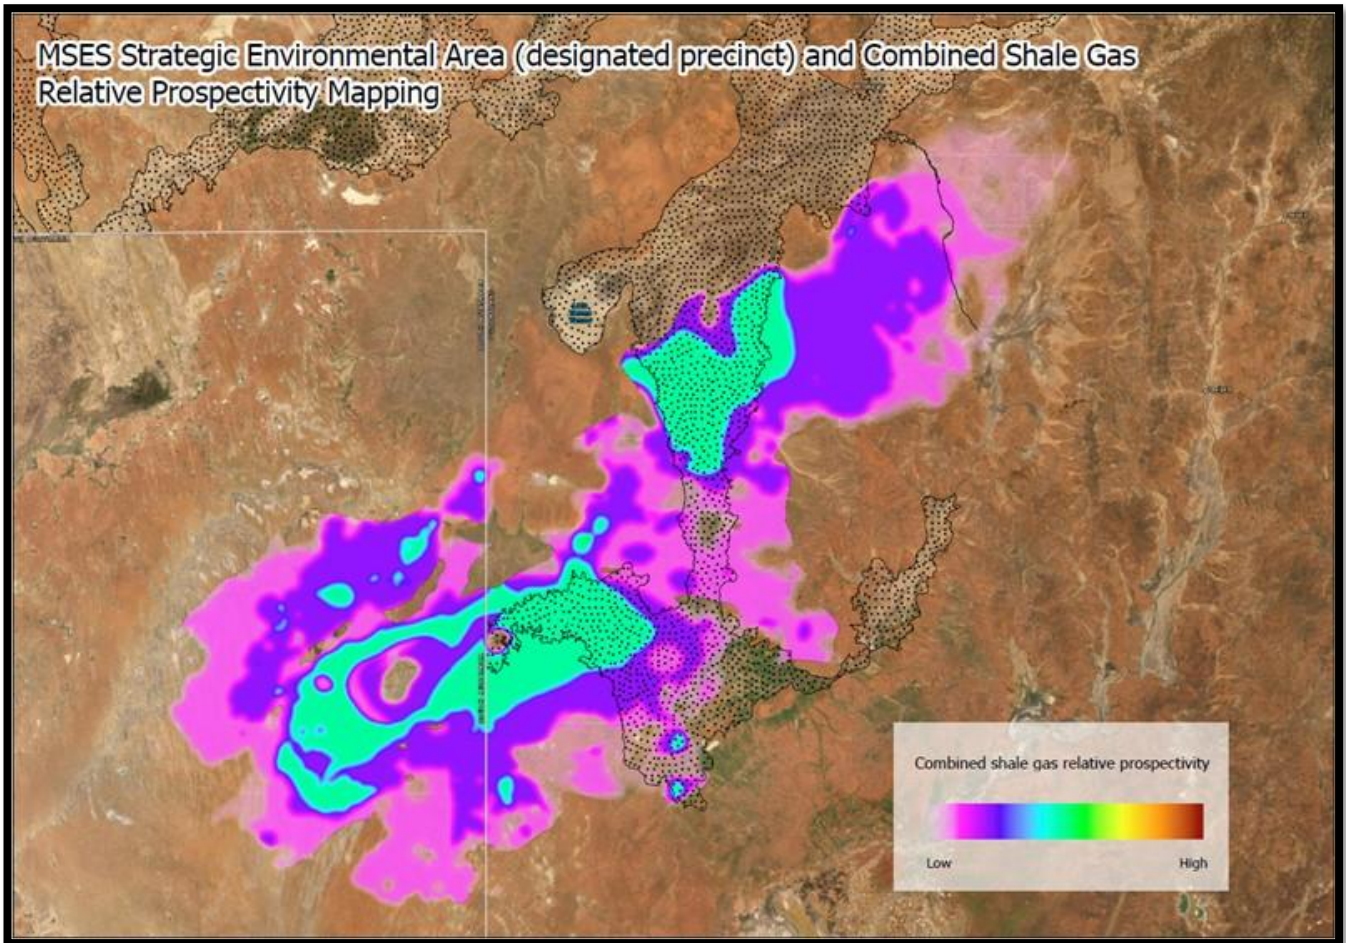 MSES Strategic Environmental Area (designated precinct) and Combined Shale Gas
Relative Prospectivity Mapping
Combined shale gas relative prospectivity
Low
High